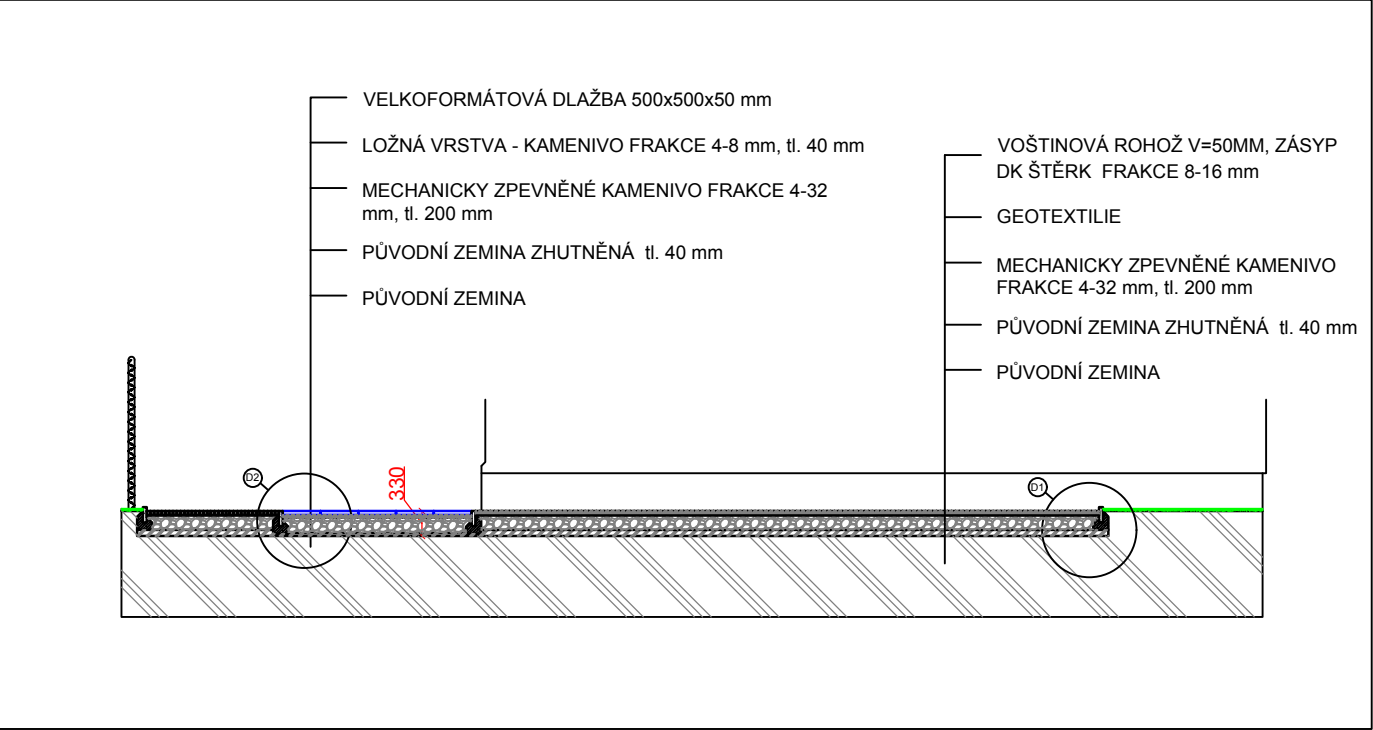 VELKOFORMÁTOVÁ DLAŽBA 500x500x50 mm
LOŽNÁ VRSTVA - KAMENIVO FRAKCE 4-8 mm, tl. 40 mm
MECHANICKY ZPEVNĚNÉ KAMENIVO FRAKCE 4-32
mm, tl. 200 mm
PŮVODNÍ ZEMINA ZHUTNĚNÁ tl. 40 mm
PŮVODNÍ ZEMINA
VOŠTINOVÁ ROHOŽ V=50MM, ZÁSYP
DK ŠTĚRK FRAKCE 8-16 mm
GEOTEXTILIE
MECHANICKY ZPEVNĚNÉ KAMENIVO
FRAKCE 4-32 mm, tl. 200 mm
PŮVODNÍ ZEMINA ZHUTNĚNÁ tl. 40 mm
PŮVODNÍ ZEMINA
D2
330
D1